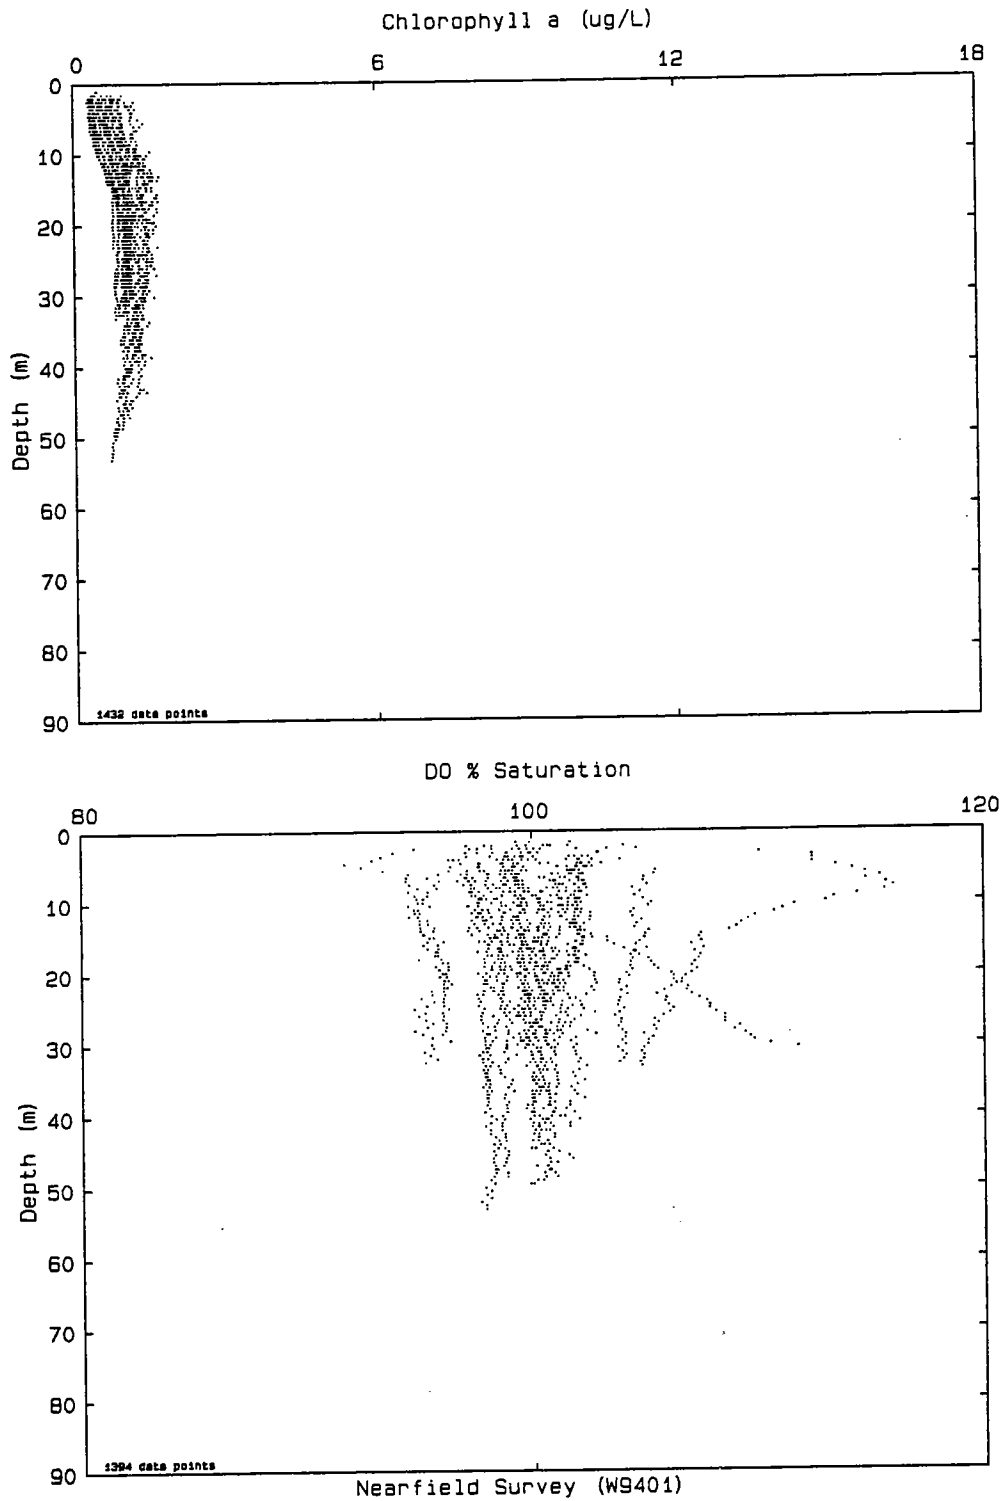 Chlorophyll a (ug/L)
0 6 12 18
0
10
20
30
40
50
60
70
80
90
Depth (m)
1432 data points
DO % Saturation
80 100 120
0
10
20
30
40
50
60
70
80
90
Depth (m)
1394 data points
Nearfield Survey (W9401)